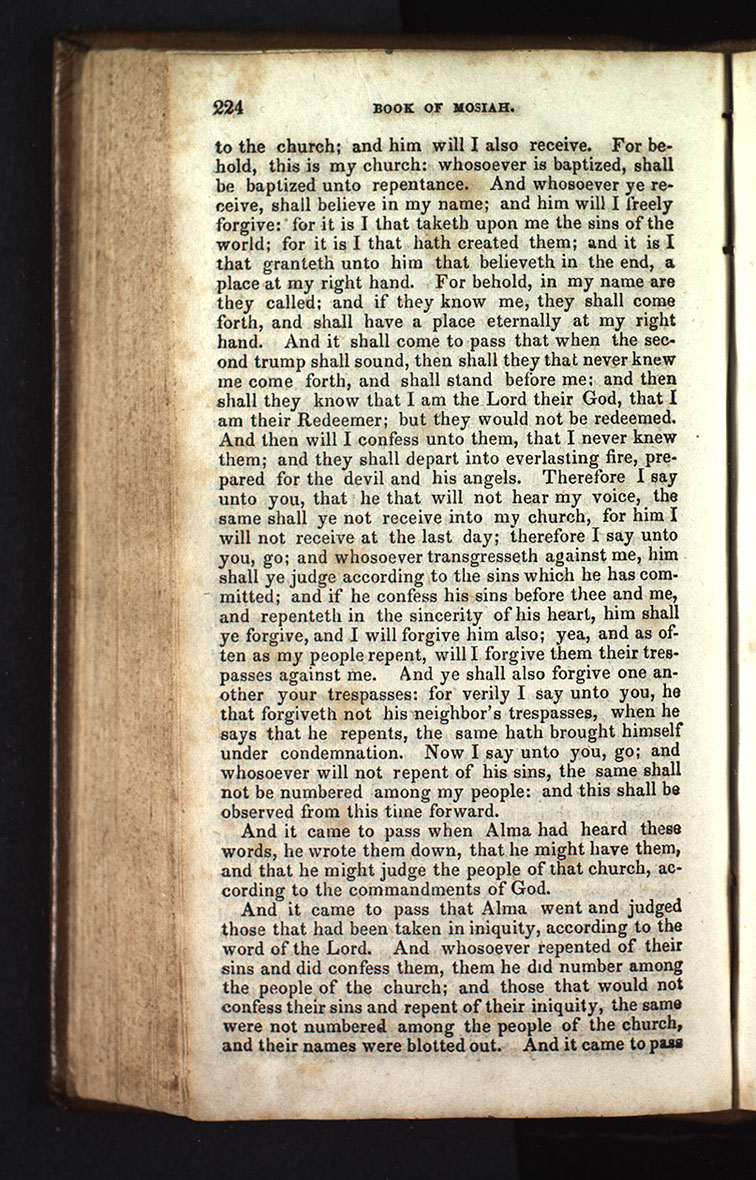 224 BOOK OF MOSIAH.
to the church; and him will I also receive. For be-
hold, this is my church: whosoever is baptized, shall
be baptized unto repentance. And whosoever ye re-
ceive, shall believe in my name; and him will I freely
forgive: for it is I that taketh upon me the sins of the
world; for it is I that hath created them; and it is I
that granteth unto him that believeth in the end, a
place at my right hand. For behold, in my name are
they called; and if they know me, they shall come
forth, and shall have a place eternally at my right
hand. And it shall come to pass that when the sec-
ond trump shall sound, then shall they that never knew
me come forth, and shall stand before me; and then
shall they know that I am the Lord their God, that I
am their Redeemer; but they would not be redeemed.
And then will I confess unto them, that I never knew
them; and they shall depart into everlasting fire, pre-
pared for the devil and his angels. Therefore I say
unto you, that he that will not hear my voice, the
same shall ye not receive into my church, for him I
will not receive at the last day; therefore I say unto
you, go; and whosoever transgresseth against me, him
shall ye judge according to the sins which he has com-
mitted; and if he confess his sins before thee and me,
and repenteth in the sincerity of his heart, him shall
ye forgive, and I will forgive him also; yea, and as of-
ten as my people repent, will I forgive them their tres-
passes against me. And ye shall also forgive one an-
other your trespasses: for verily I say unto you, he
that forgiveth not his neighbor's trespasses, when he
says that he repents, the same hath brought himself
under condemnation. Now I say unto you, go; and
whosoever will not repent of his sins, the same shall
not be numbered among my people: and this shall be
observed from this time forward.
And it came to pass when Alma had heard these
words, he wrote them down, that he might have them,
and that he might judge the people of that church, ac-
cording to the commandments of God.
And it came to pass that Alma went and judged
those that had been taken in iniquity, according to the
word of the Lord. And whosoever repented of their
sins and did confess them, them he did number among
the people of the church; and those that would not
confess their sins and repent of their iniquity, the same
were not numbered among the people of the church,
and their names were blotted out. And it came to pass